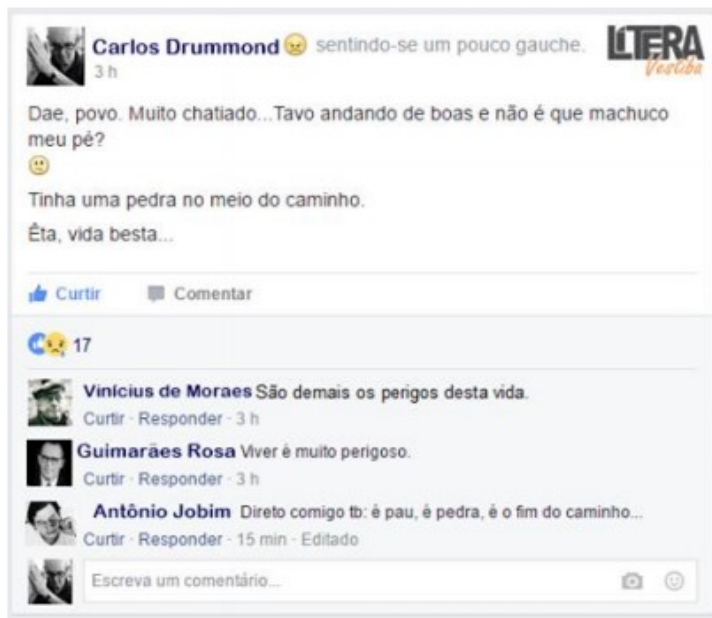 Carlos Drummond 😠 sentindo-se um pouco gauche.
LITERA
Vestiba
3 h
Dae, povo. Muito chatiado...Tavo andando de boas e não é que machuco
meu pé?
🙁
Tinha uma pedra no meio do caminho.
Êta, vida besta...
Curtir Comentar
17
Vinícius de Moraes São demais os perigos desta vida.
Curtir · Responder · 3 h
Guimarães Rosa Viver é muito perigoso.
Curtir · Responder · 3 h
Antônio Jobim Direto comigo tb: é pau, é pedra, é o fim do caminho...
Curtir · Responder · 15 min · Editado
Escreva um comentário...